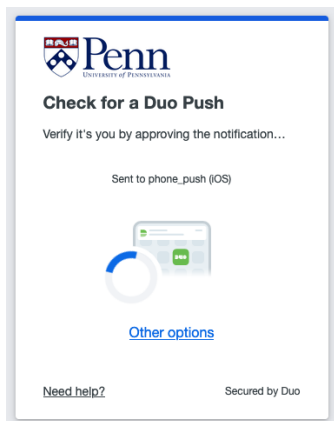 Penn
UNIVERSITY of PENNSYLVANIA
Check for a Duo Push
Verify it's you by approving the notification...
Sent to phone_push (iOS)
DUO
Other options
Need help?
Secured by Duo